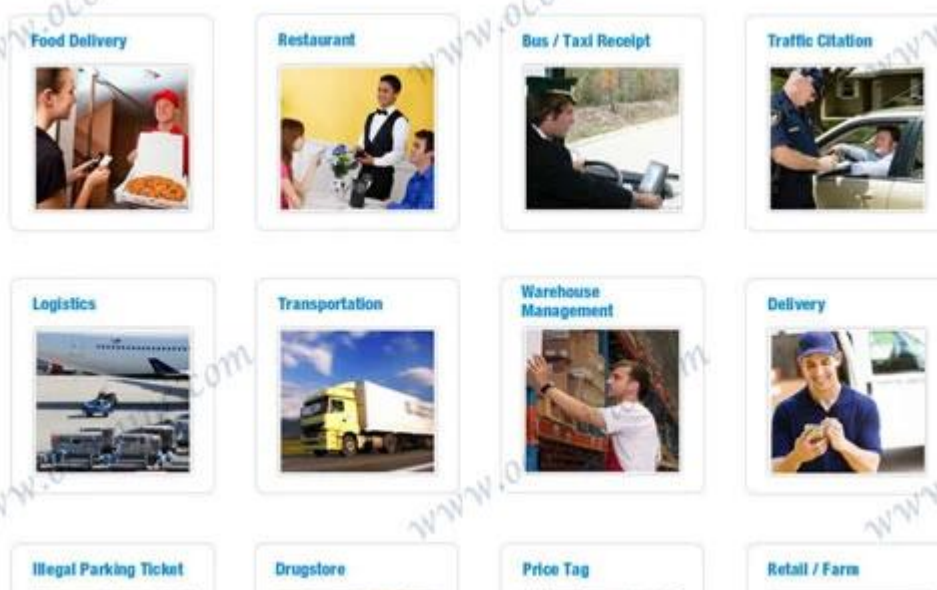 Food Delivery
Restaurant
Bus / Taxi Receipt
Traffic Citation
Logistics
Transportation
Warehouse
Management
Delivery
Illegal Parking Ticket
Drugstore
Price Tag
Retail / Farm